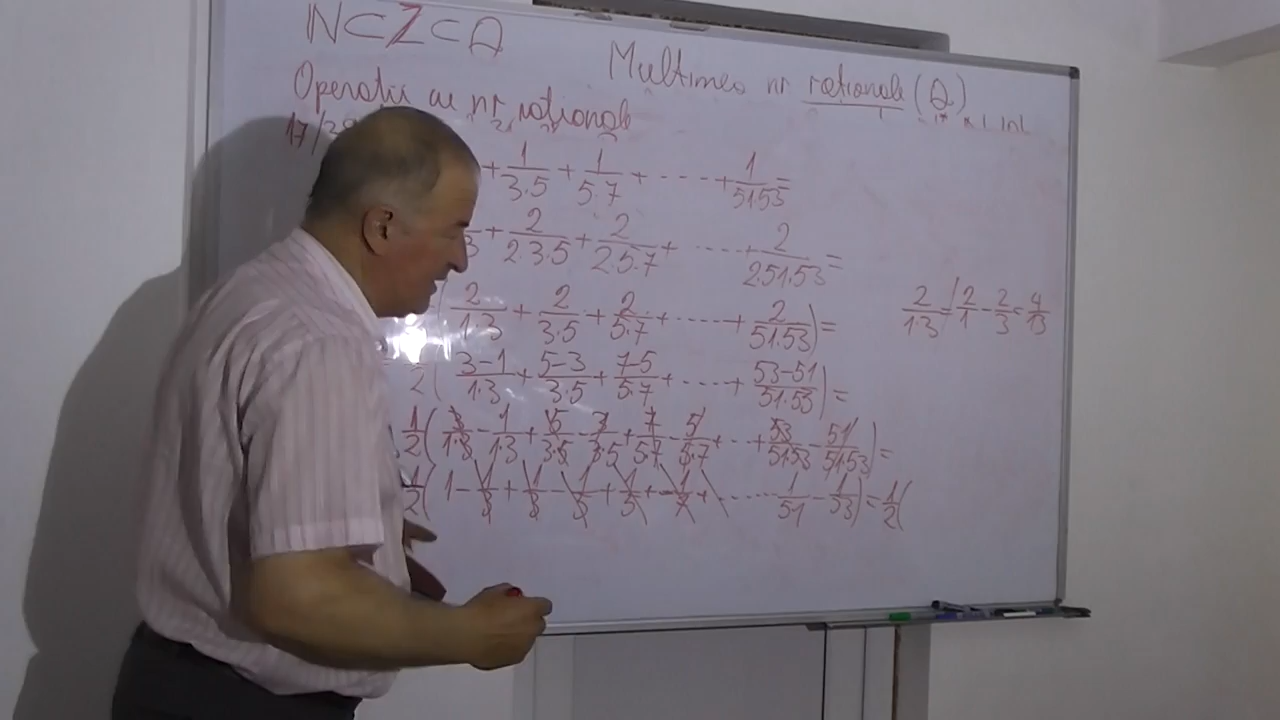 N⊂Z⊂Q
Multimea nr rationale (Q)
Operatii cu nr rationale
17/
+ 1/3.5 + 1/5.7 + ..... + 1/51.53 =
3 + 2/2.3.5 + 2/2.5.7 + ..... + 2/2.51.53 =
( 2/1.3 + 2/3.5 + 2/5.7 + ..... + 2/51.53 ) =
2/1.3 = / 2/1 - 2/3 = 4/13
2 ( 3-1/1.3 + 5-3/3.5 + 7-5/5.7 + .... + 53-51/51.53 ) =
1/2 ( 3/1.3 - 1/1.3 + 5/3.5 - 3/3.5 + 7/5.7 - 5/5.7 + ... + 53/51.53 - 51/51.53 ) =
1/2 ( 1 - 1/3 + 1/3 - 1/5 + 1/5 - 1/7 + ...... 1/51 - 1/53 ) = 1/2 (